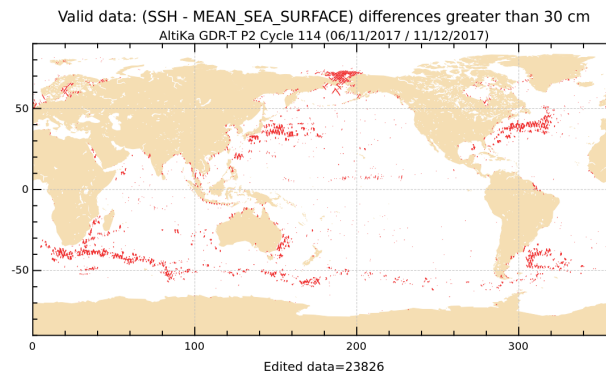 Valid data: (SSH - MEAN_SEA_SURFACE) differences greater than 30 cm
AltiKa GDR-T P2 Cycle 114 (06/11/2017 / 11/12/2017)
50
0
-50
0 100 200 300
Edited data=23826